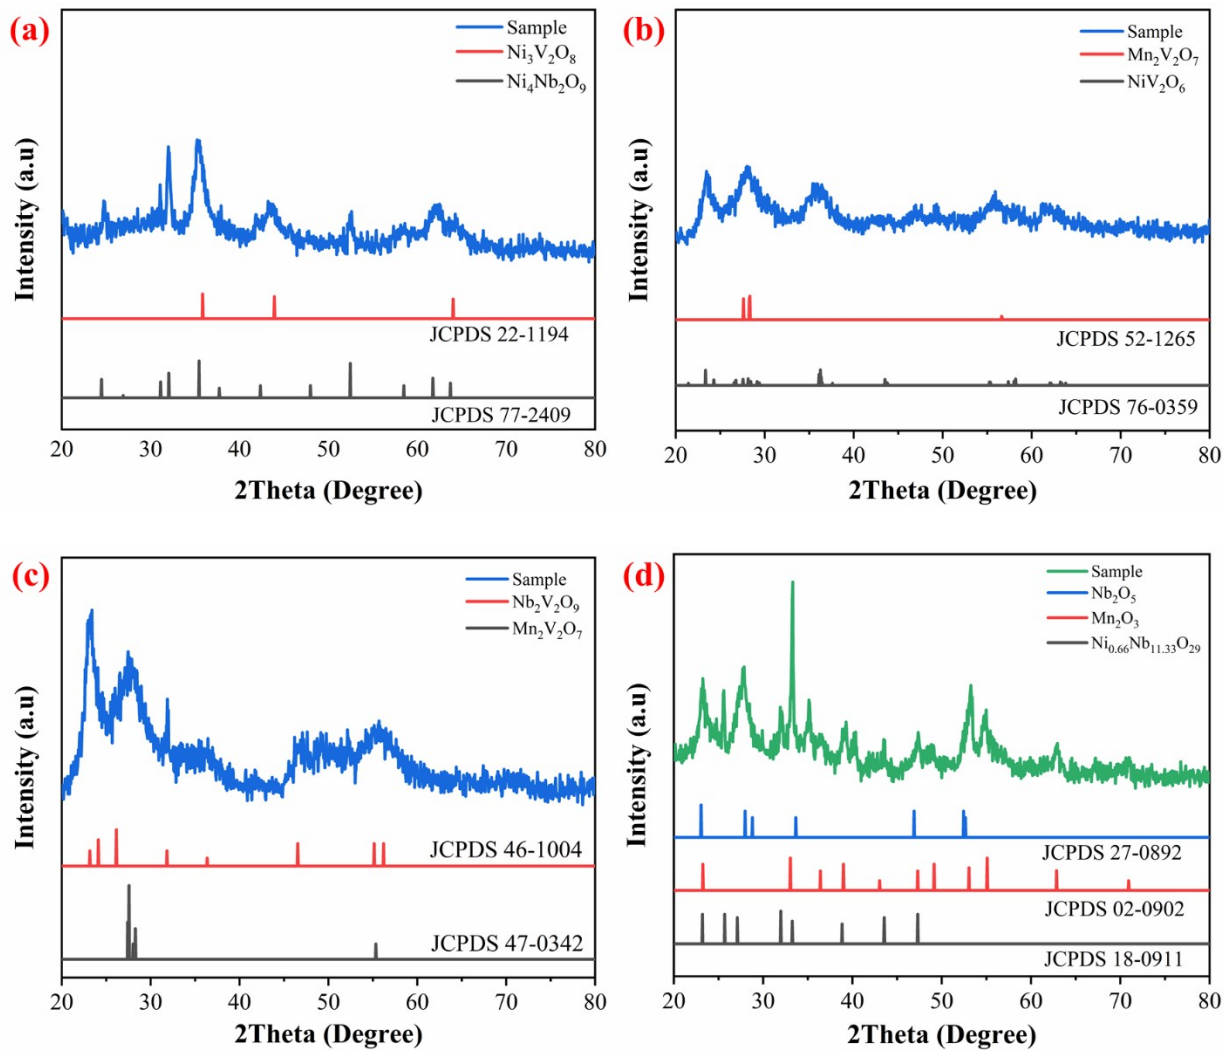 (a)
Sample
Ni₃V₂O₈
Ni₄Nb₂O₉
Intensity (a.u)
JCPDS 22-1194
JCPDS 77-2409
20 30 40 50 60 70 80
2Theta (Degree)
(b)
Sample
Mn₂V₂O₇
NiV₂O₆
Intensity (a.u)
JCPDS 52-1265
JCPDS 76-0359
20 30 40 50 60 70 80
2Theta (Degree)
(c)
Sample
Nb₂V₂O₉
Mn₂V₂O₇
Intensity (a.u)
JCPDS 46-1004
JCPDS 47-0342
20 30 40 50 60 70 80
2Theta (Degree)
(d)
Sample
Nb₂O₅
Mn₂O₃
Ni₀.₆₆Nb₁₁.₃₃O₂₉
Intensity (a.u)
JCPDS 27-0892
JCPDS 02-0902
JCPDS 18-0911
20 30 40 50 60 70 80
2Theta (Degree)